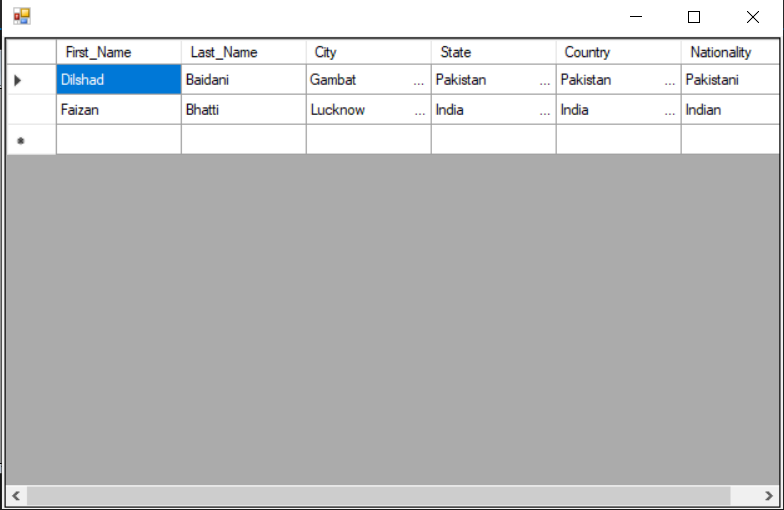 First_Name Last_Name City State Country Nationality
Dilshad Baidani Gambat ... Pakistan ... Pakistan ... Pakistani
Faizan Bhatti Lucknow ... India ... India ... Indian